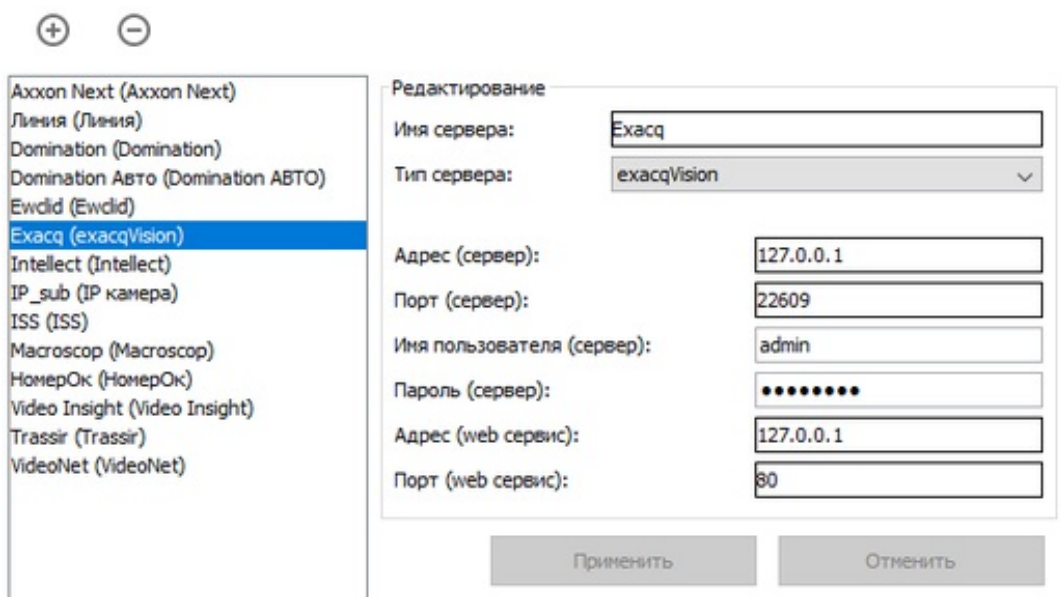 Axxon Next (Axxon Next)
Линия (Линия)
Domination (Domination)
Domination Авто (Domination АВТО)
Ewclid (Ewclid)
Exacq (exacqVision)
Intellect (Intellect)
IP_sub (IP камера)
ISS (ISS)
Macroscop (Macroscop)
НомерОк (НомерОк)
Video Insight (Video Insight)
Trassir (Trassir)
VideoNet (VideoNet)
Редактирование
Имя сервера: Exacq
Тип сервера: exacqVision
Адрес (сервер): 127.0.0.1
Порт (сервер): 22609
Имя пользователя (сервер): admin
Пароль (сервер): ●●●●●●●●
Адрес (web сервис): 127.0.0.1
Порт (web сервис): 80
Применить Отменить